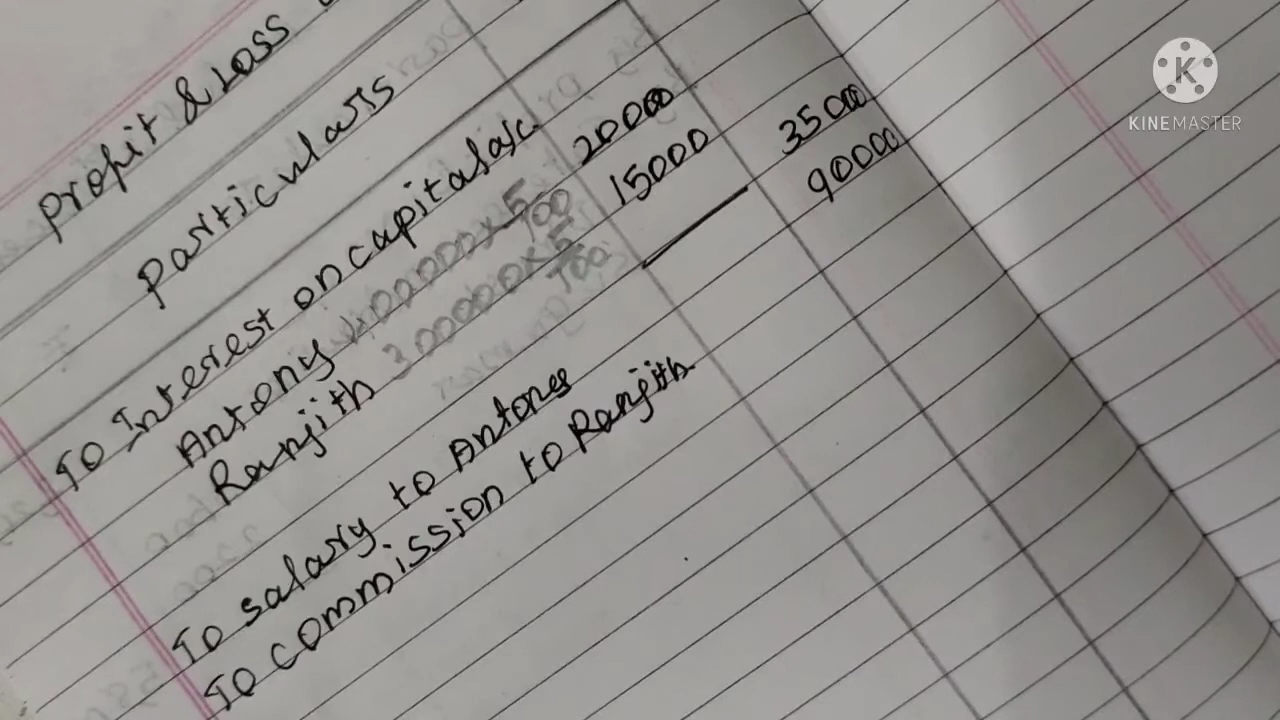 Profit & Loss
Particulars
To Interest on capital a/c
Antony 400000 × 5/100 20000
Ranjith 300000 × 5/100 15000 35000
To Salary to Antony 90000
To Commission to Ranjith
KINEMASTER